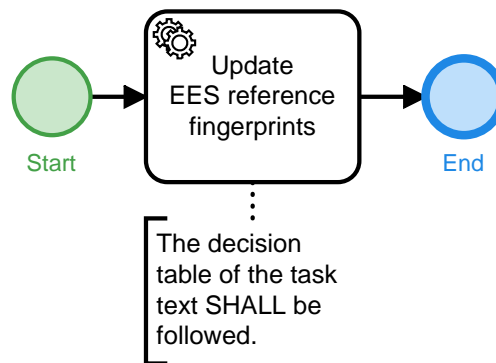 Update
EES reference
fingerprints
Start
End
The decision
table of the task
text SHALL be
followed.